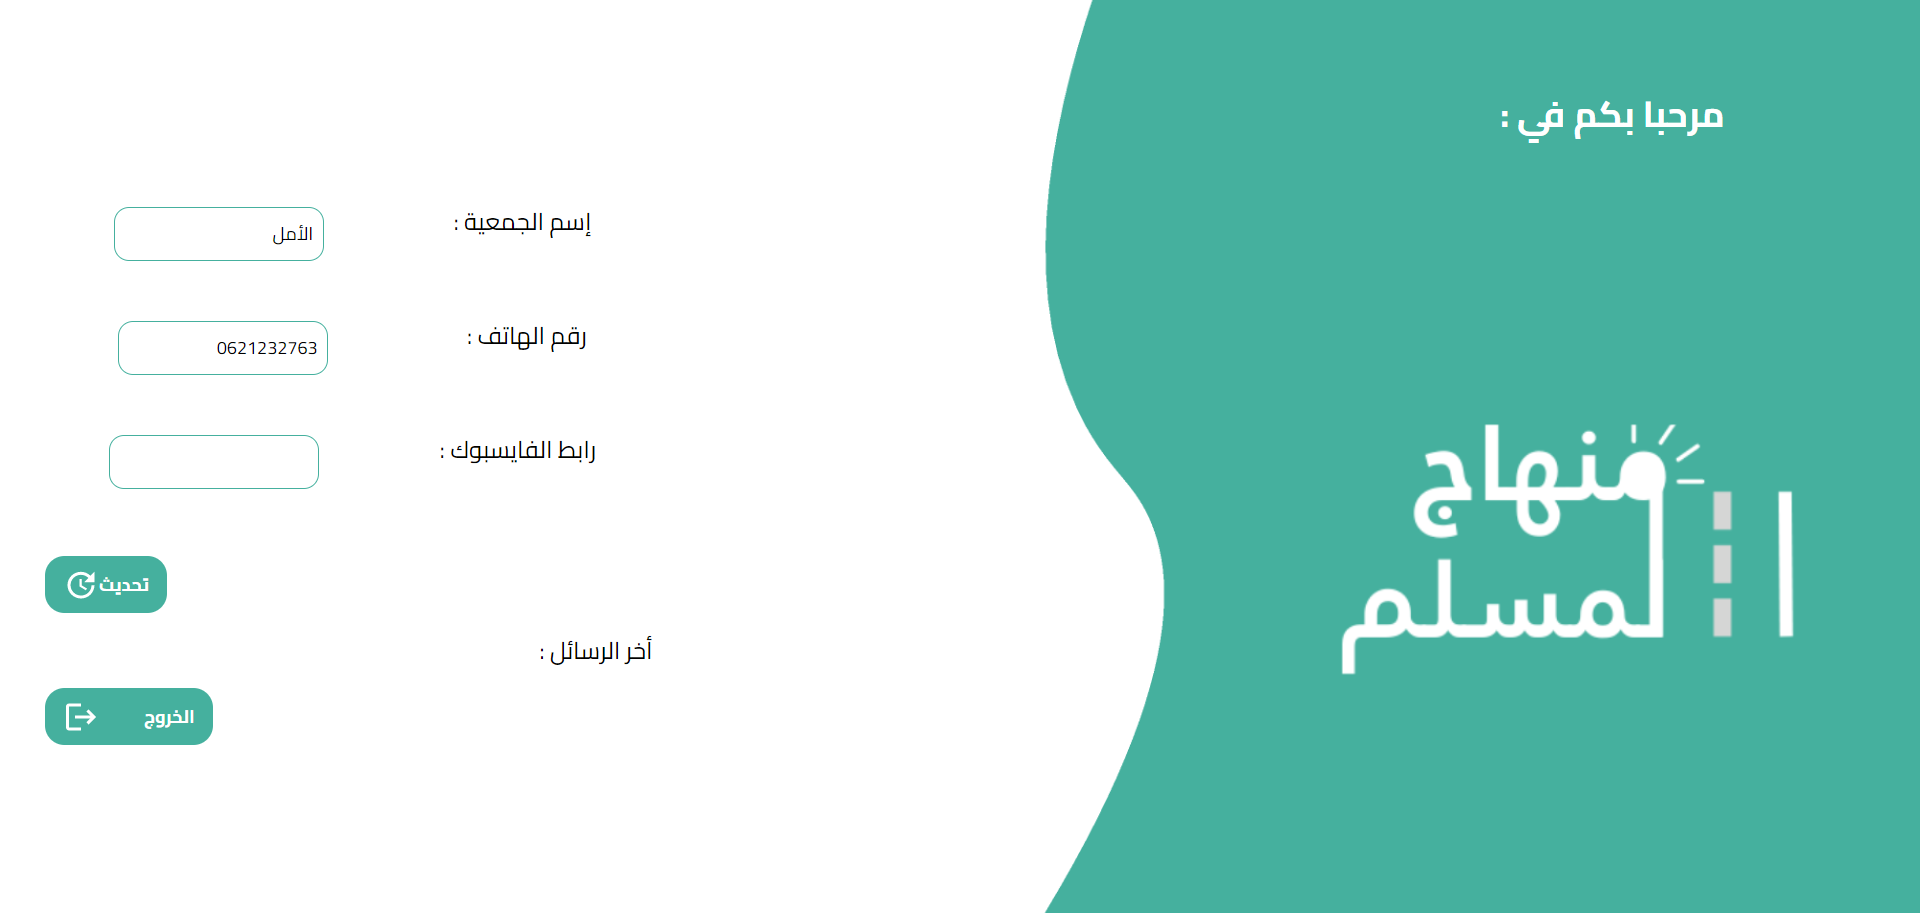 مرحبا بكم في :
منهاج
المسلم
إسم الجمعية :
الأمل
رقم الهاتف :
0621232763
رابط الفايسبوك :
تحديث
أخر الرسائل :
الخروج